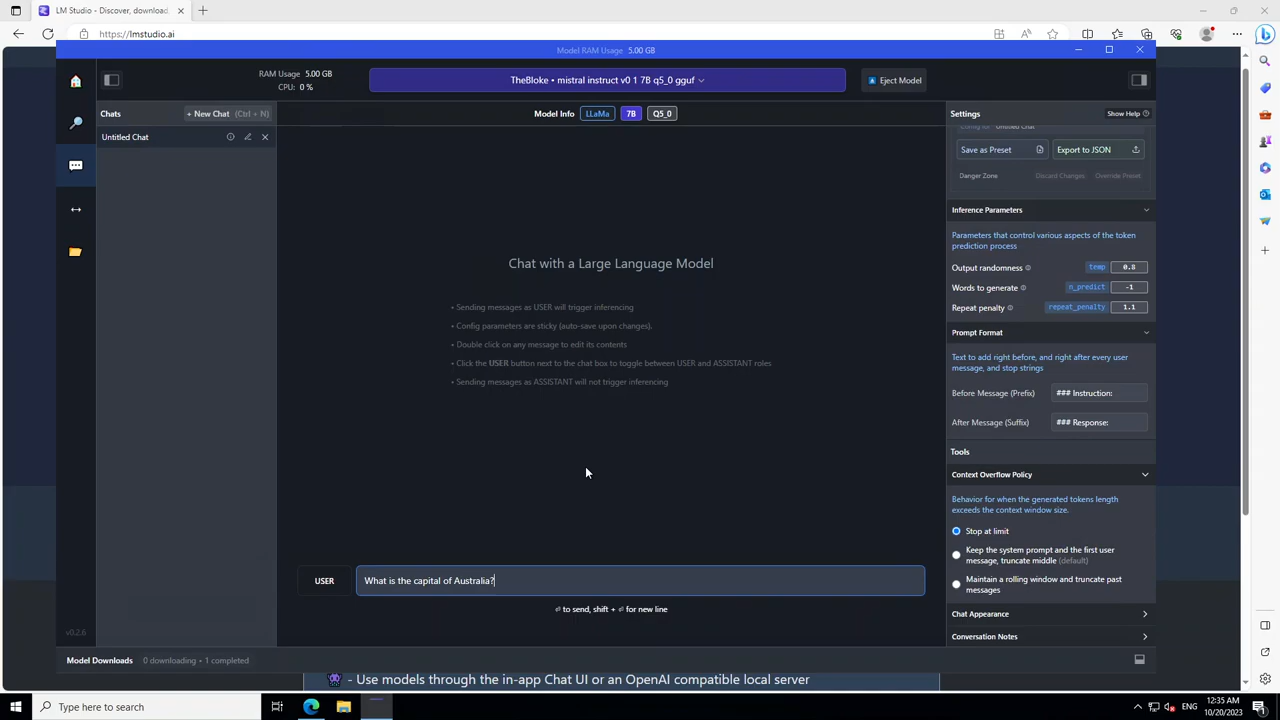 LM Studio - Discover, download,
https://lmstudio.ai
Model RAM Usage 5.00 GB
RAM Usage 5.00 GB
CPU: 0 %
TheBloke • mistral instruct v0 1 7B q5_0 gguf
Eject Model
Chats
+ New Chat (Ctrl + N)
Model Info LLaMa 7B Q5_0
Settings
Show Help
Untitled Chat
Save as Preset
Export to JSON
Danger Zone
Discard Changes
Override Preset
Inference Parameters
Parameters that control various aspects of the token
prediction process
Output randomness temp 0.8
Words to generate n_predict -1
Repeat penalty repeat_penalty 1.1
Prompt Format
Text to add right before, and right after every user
message, and stop strings
Before Message (Prefix) ### Instruction:
After Message (Suffix) ### Response:
Tools
Context Overflow Policy
Behavior for when the generated tokens length
exceeds the context window size.
Stop at limit
Keep the system prompt and the first user
message, truncate middle (default)
Maintain a rolling window and truncate past
messages
Chat Appearance
Conversation Notes
Chat with a Large Language Model
• Sending messages as USER will trigger inferencing
• Config parameters are sticky (auto-save upon changes).
• Double click on any message to edit its contents
• Click the USER button next to the chat box to toggle between USER and ASSISTANT roles
• Sending messages as ASSISTANT will not trigger inferencing
USER
What is the capital of Australia?
⏎ to send, shift + ⏎ for new line
v0.2.6
Model Downloads 0 downloading • 1 completed
- Use models through the in-app Chat UI or an OpenAI compatible local server
Type here to search
ENG
12:35 AM
10/20/2023